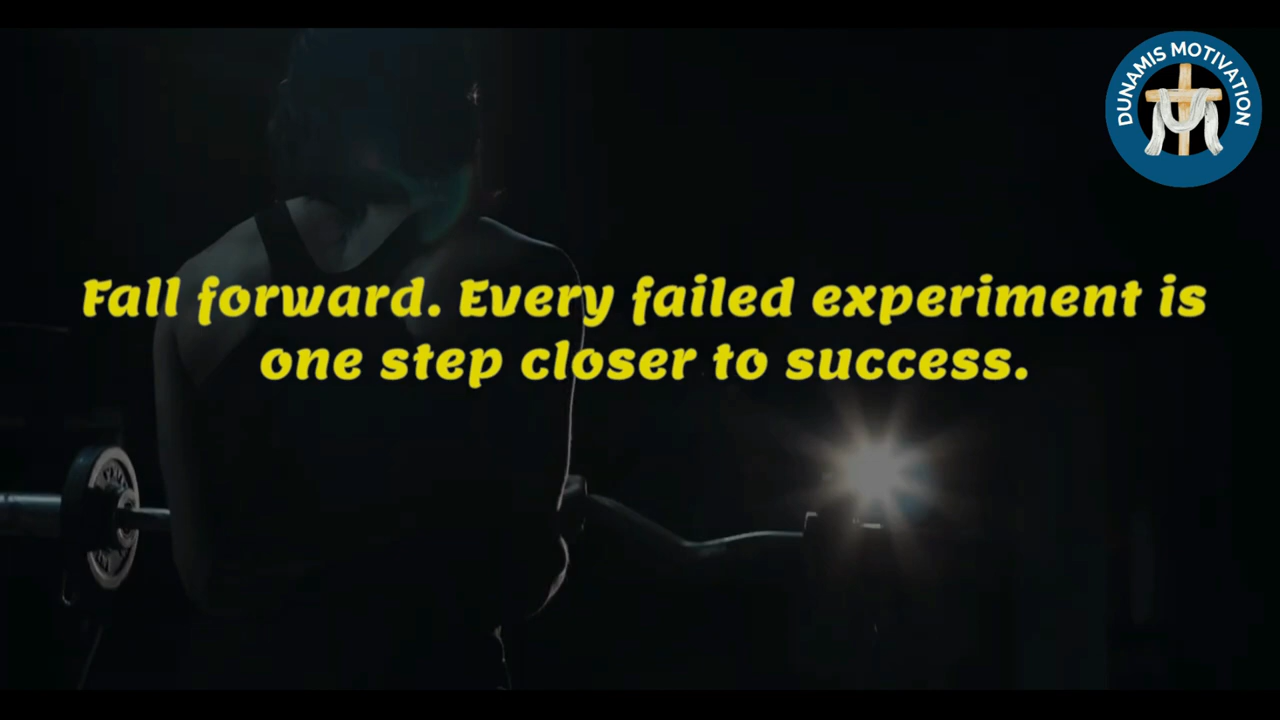 DUNAMIS MOTIVATION
Fall forward. Every failed experiment is
one step closer to success.